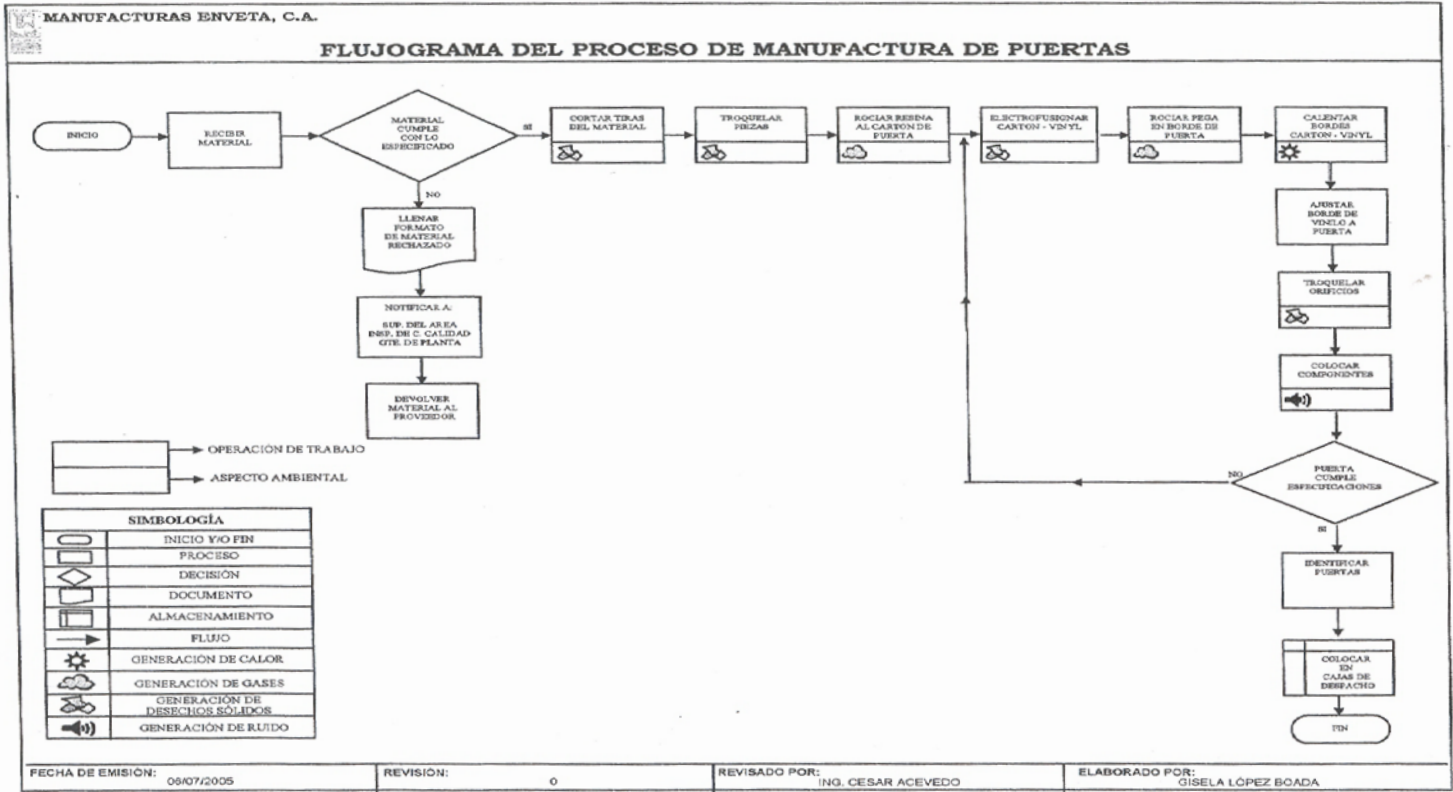 MANUFACTURAS ENVETA, C.A.
FLUJOGRAMA DEL PROCESO DE MANUFACTURA DE PUERTAS
INICIO
RECIBIR
MATERIAL
MATERIAL
CUMPLE
CON LO
ESPECIFICADO
SI
CORTAR TIRAS
DEL MATERIAL
TROQUELAR
PIEZAS
ROCIAR RESINA
AL CARTON DE
PUERTA
ELECTROFUSIONAR
CARTON - VINYL
ROCIAR PEGA
EN BORDE DE
PUERTA
CALENTAR
BORDES
CARTON - VINYL
NO
LLENAR
FORMATO
DE MATERIAL
RECHAZADO
NOTIFICAR A:
SUP. DEL AREA
INSP. DE C. CALIDAD
GTE. DE PLANTA
DEVOLVER
MATERIAL AL
PROVEEDOR
AJUSTAR
BORDE DE
VINILO A
PUERTA
TROQUELAR
ORIFICIOS
COLOCAR
COMPONENTES
PUERTA
CUMPLE
ESPECIFICACIONES
NO
SI
IDENTIFICAR
PUERTAS
COLOCAR
EN
CAJAS DE
DESPACHO
FIN
OPERACIÓN DE TRABAJO
ASPECTO AMBIENTAL
SIMBOLOGÍA
INICIO Y/O FIN
PROCESO
DECISIÓN
DOCUMENTO
ALMACENAMIENTO
FLUJO
GENERACIÓN DE CALOR
GENERACIÓN DE GASES
GENERACIÓN DE
DESECHOS SÓLIDOS
GENERACIÓN DE RUIDO
FECHA DE EMISIÓN:
06/07/2005
REVISIÓN:
0
REVISADO POR:
ING. CESAR ACEVEDO
ELABORADO POR:
GISELA LÓPEZ BOADA